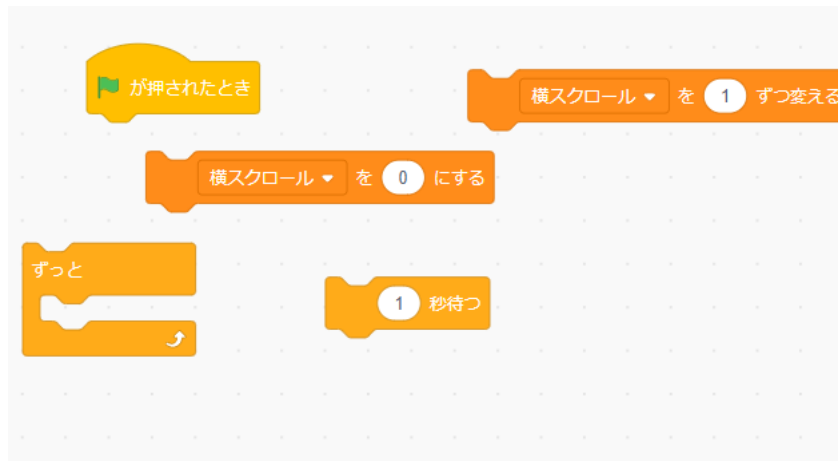 が押されたとき
横スクロール を 1 ずつ変える
横スクロール を 0 にする
ずっと
1 秒待つ